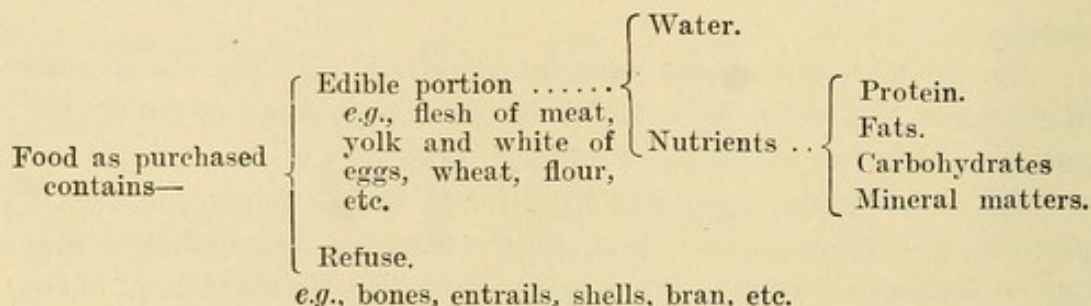 Food as purchased
contains—
Edible portion ......
e.g., flesh of meat,
yolk and white of
eggs, wheat, flour,
etc.
Refuse.
e.g., bones, entrails, shells, bran, etc.
Water.
Nutrients ..
Protein.
Fats.
Carbohydrates
Mineral matters.